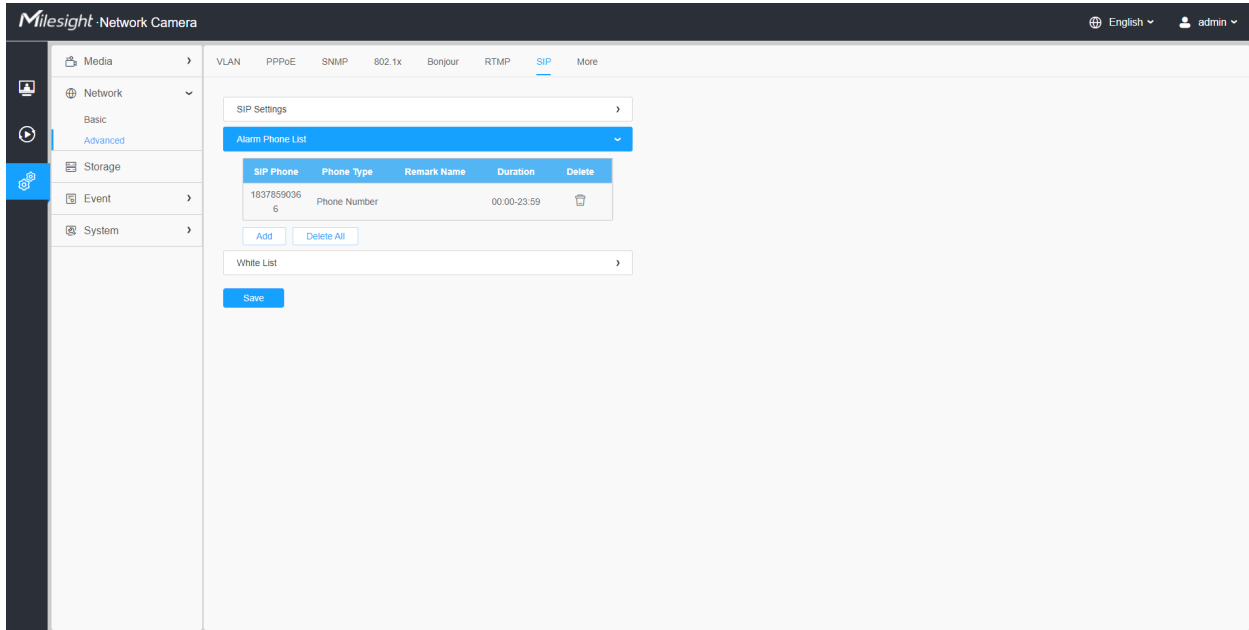 Milesight · Network Camera
English
admin
Media
Network
Basic
Advanced
Storage
Event
System
VLAN PPPoE SNMP 802.1x Bonjour RTMP SIP More
SIP Settings
Alarm Phone List
SIP Phone Phone Type Remark Name Duration Delete
1837859036
6
Phone Number 00:00-23:59
Add Delete All
White List
Save